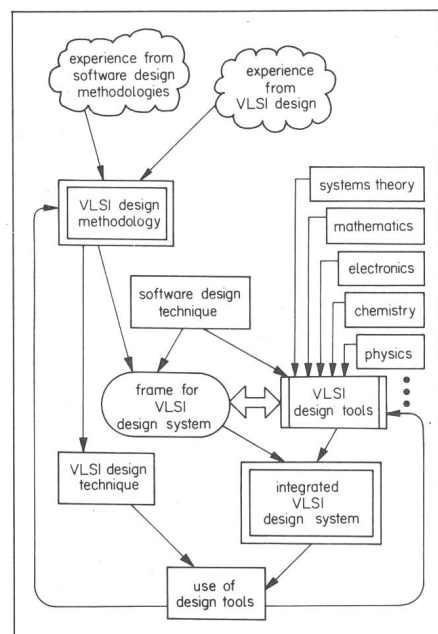 experience from
software design
methodologies
experience
from
VLSI design
VLSI design
methodology
systems theory
mathematics
electronics
chemistry
physics
software design
technique
frame for
VLSI
design system
VLSI
design tools
VLSI design
technique
integrated
VLSI
design system
use of
design tools